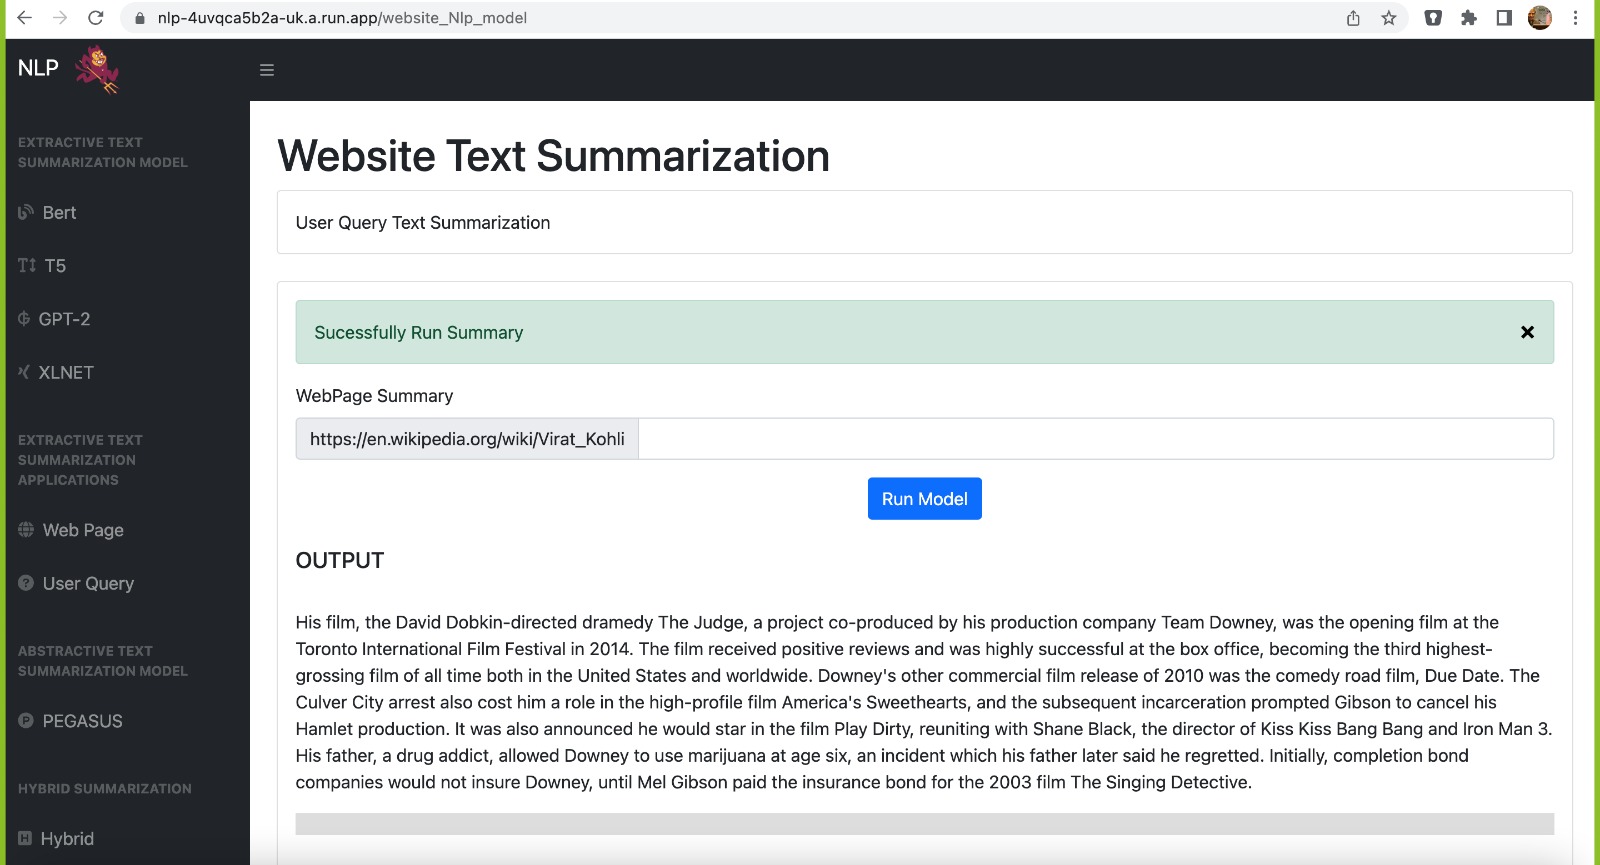 nlp-4uvqca5b2a-uk.a.run.app/website_Nlp_model
NLP
EXTRACTIVE TEXT
SUMMARIZATION MODEL
Bert
T5
GPT-2
XLNET
EXTRACTIVE TEXT
SUMMARIZATION
APPLICATIONS
Web Page
User Query
ABSTRACTIVE TEXT
SUMMARIZATION MODEL
PEGASUS
HYBRID SUMMARIZATION
Hybrid
Website Text Summarization
User Query Text Summarization
Sucessfully Run Summary
WebPage Summary
https://en.wikipedia.org/wiki/Virat_Kohli
Run Model
OUTPUT
His film, the David Dobkin-directed dramedy The Judge, a project co-produced by his production company Team Downey, was the opening film at the
Toronto International Film Festival in 2014. The film received positive reviews and was highly successful at the box office, becoming the third highest-
grossing film of all time both in the United States and worldwide. Downey's other commercial film release of 2010 was the comedy road film, Due Date. The
Culver City arrest also cost him a role in the high-profile film America's Sweethearts, and the subsequent incarceration prompted Gibson to cancel his
Hamlet production. It was also announced he would star in the film Play Dirty, reuniting with Shane Black, the director of Kiss Kiss Bang Bang and Iron Man 3.
His father, a drug addict, allowed Downey to use marijuana at age six, an incident which his father later said he regretted. Initially, completion bond
companies would not insure Downey, until Mel Gibson paid the insurance bond for the 2003 film The Singing Detective.